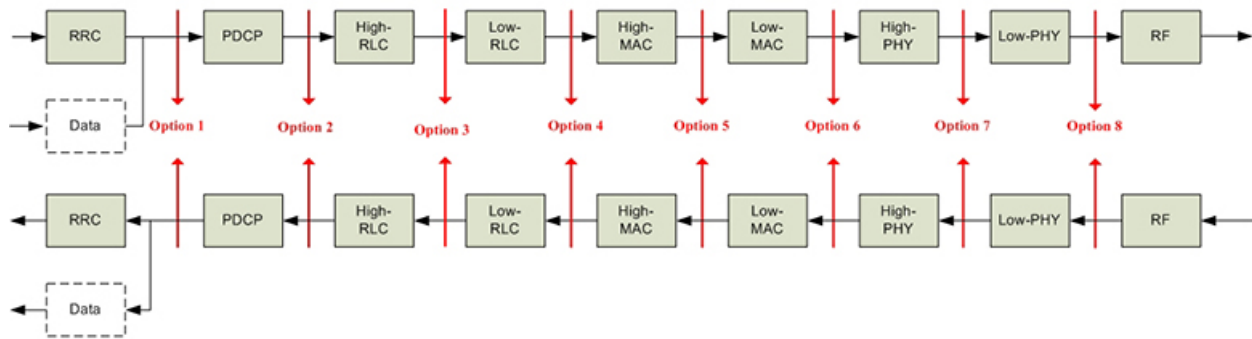 RRC
PDCP
High-
RLC
Low-
RLC
High-
MAC
Low-
MAC
High-
PHY
Low-PHY
RF
Data
Option 1
Option 2
Option 3
Option 4
Option 5
Option 6
Option 7
Option 8
RRC
PDCP
High-
RLC
Low-
RLC
High-
MAC
Low-
MAC
High-
PHY
Low-PHY
RF
Data